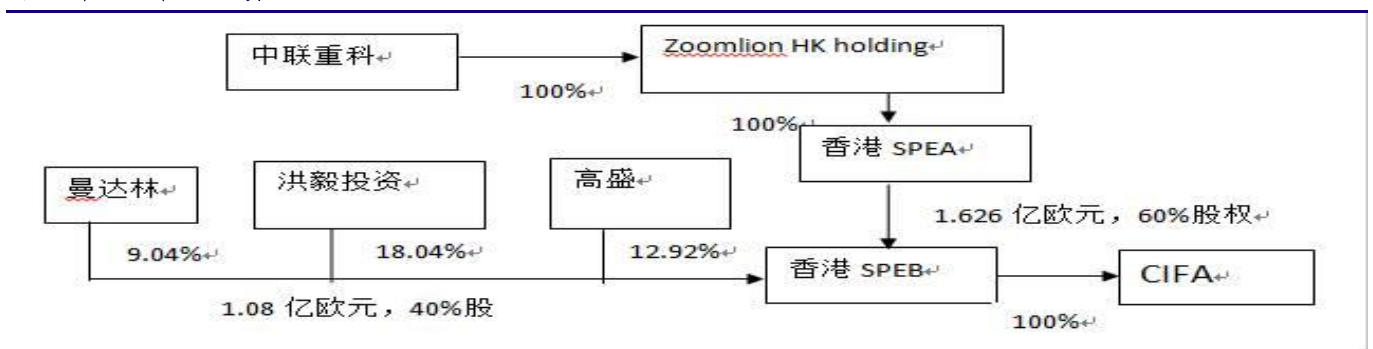 中联重科
Zoomlion HK holding
100%
100%
香港 SPEA
曼达林
洪毅投资
高盛
1.626 亿欧元，60%股权
9.04%
18.04%
12.92%
香港 SPEB
CIFA
1.08 亿欧元，40%股
100%